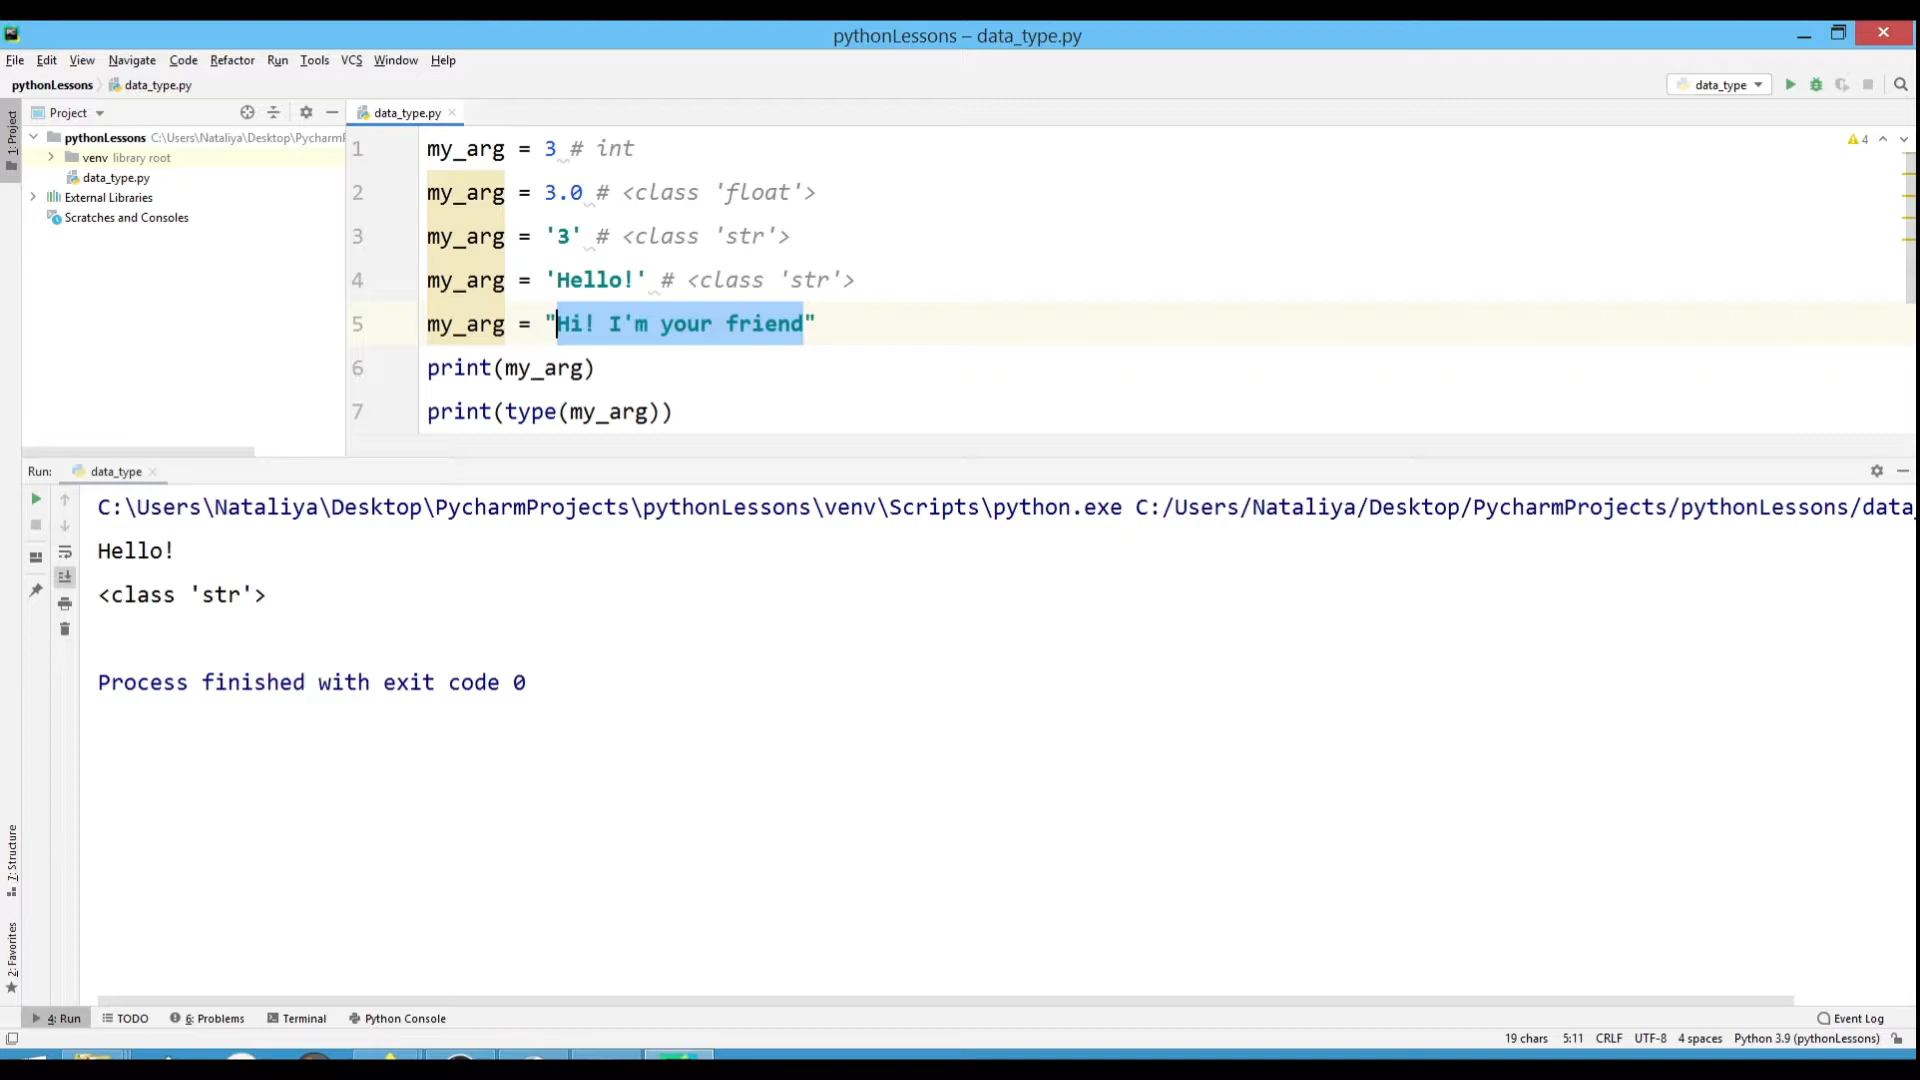 pythonLessons – data_type.py
File Edit View Navigate Code Refactor Run Tools VCS Window Help
pythonLessons data_type.py
data_type
Project
data_type.py
1: Project
pythonLessons C:\Users\Nataliya\Desktop\Pycharm
venv library root
data_type.py
External Libraries
Scratches and Consoles
4
1 my_arg = 3 # int
2 my_arg = 3.0 # <class 'float'>
3 my_arg = '3' # <class 'str'>
4 my_arg = 'Hello!' # <class 'str'>
5 my_arg = "Hi! I'm your friend"
6 print(my_arg)
7 print(type(my_arg))
Run: data_type
C:\Users\Nataliya\Desktop\PycharmProjects\pythonLessons\venv\Scripts\python.exe C:/Users/Nataliya/Desktop/PycharmProjects/pythonLessons/data_
Hello!
<class 'str'>
Process finished with exit code 0
7: Structure
2: Favorites
4: Run TODO 6: Problems Terminal Python Console
Event Log
19 chars 5:11 CRLF UTF-8 4 spaces Python 3.9 (pythonLessons)